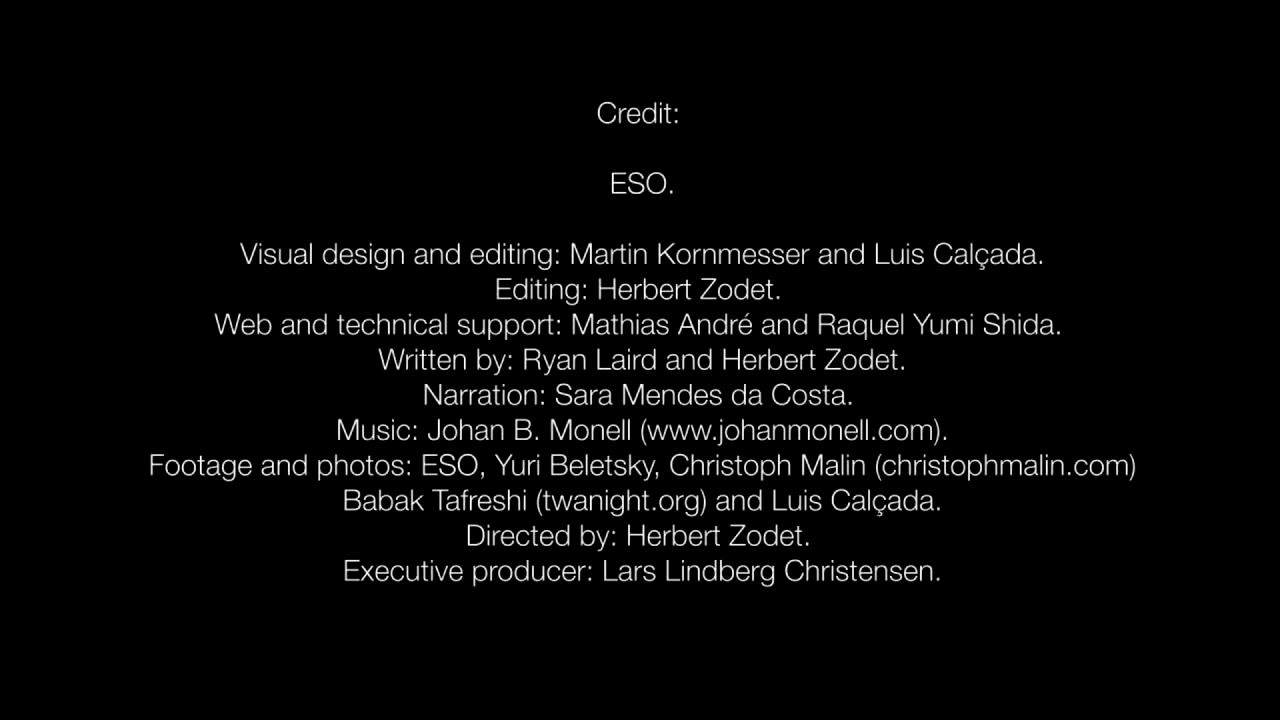 Credit:
ESO.
Visual design and editing: Martin Kornmesser and Luis Calçada.
Editing: Herbert Zodet.
Web and technical support: Mathias André and Raquel Yumi Shida.
Written by: Ryan Laird and Herbert Zodet.
Narration: Sara Mendes da Costa.
Music: Johan B. Monell (www.johanmonell.com).
Footage and photos: ESO, Yuri Beletsky, Christoph Malin (christophmalin.com)
Babak Tafreshi (twanight.org) and Luis Calçada.
Directed by: Herbert Zodet.
Executive producer: Lars Lindberg Christensen.